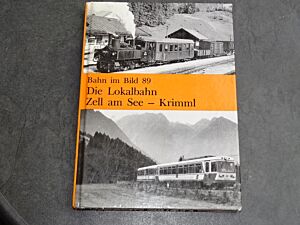 Bahn im Bild 89
Die Lokalbahn
Zell am See – Krimml